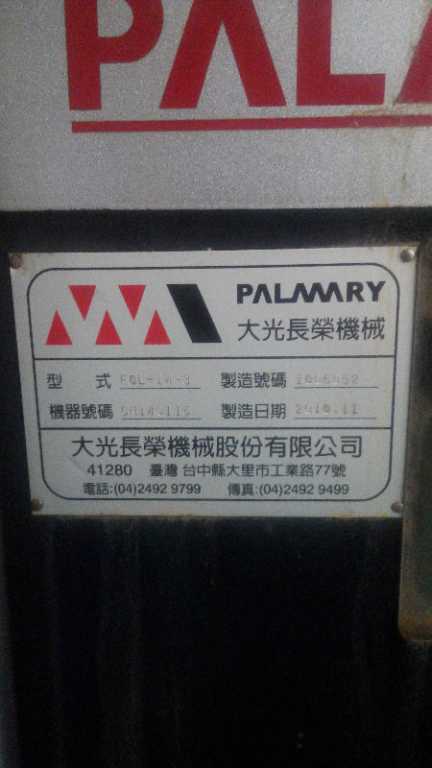 PALMARY
大光長榮機械
型 式 製造號碼
機器號碼 製造日期 2010.11
大光長榮機械股份有限公司
41280 臺灣 台中縣大里市工業路77號
電話:(04)2492 9799 傳真:(04)2492 9499